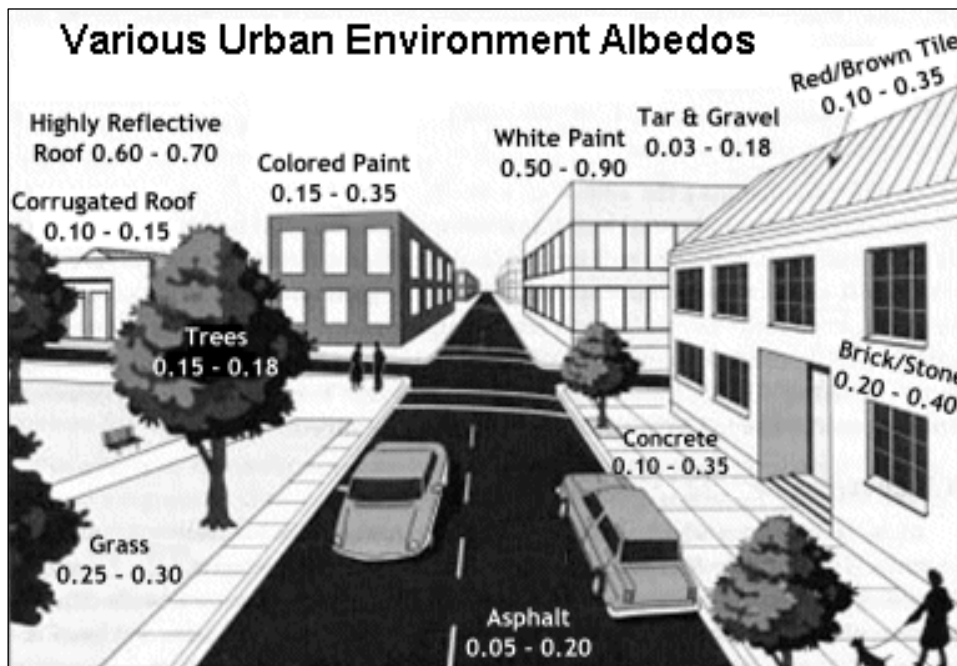 Various Urban Environment Albedos
Highly Reflective
Roof 0.60 - 0.70
Corrugated Roof
0.10 - 0.15
Colored Paint
0.15 - 0.35
White Paint
0.50 - 0.90
Tar & Gravel
0.03 - 0.18
Red/Brown Tile
0.10 - 0.35
Trees
0.15 - 0.18
Brick/Stone
0.20 - 0.40
Concrete
0.10 - 0.35
Grass
0.25 - 0.30
Asphalt
0.05 - 0.20